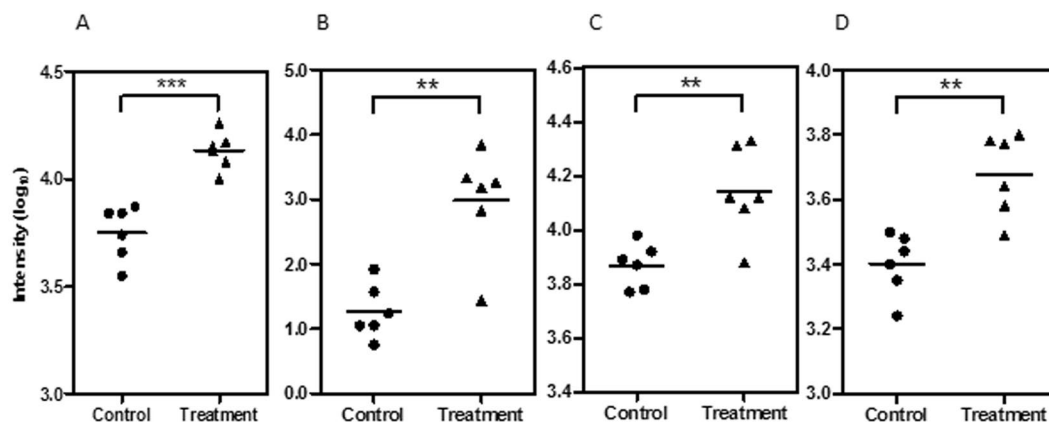 A
B
C
D
Intensity (log₁₀)
4.5
4.0
3.5
3.0
***
Control
Treatment
5.0
4.0
3.0
2.0
1.0
0.0
**
Control
Treatment
4.6
4.4
4.2
4.0
3.8
3.6
3.4
**
Control
Treatment
4.0
3.8
3.6
3.4
3.2
3.0
**
Control
Treatment